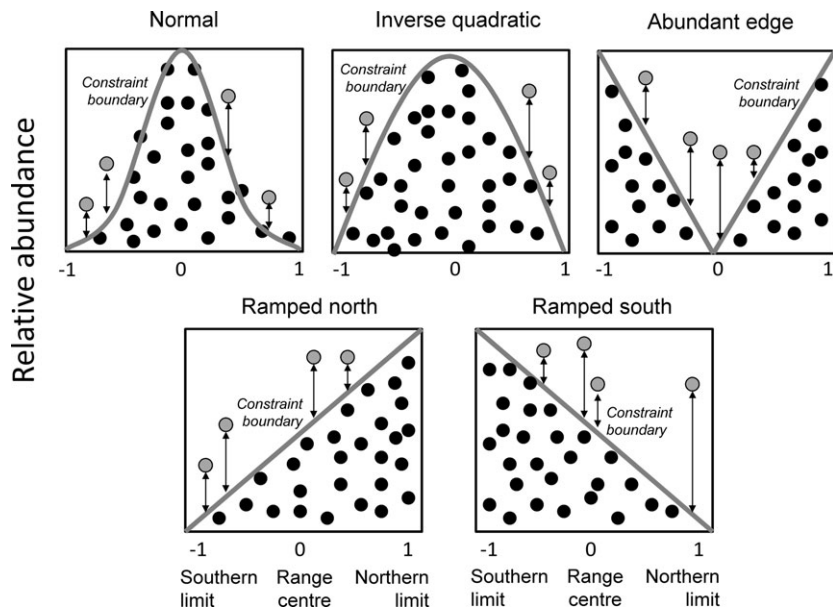 Normal
Inverse quadratic
Abundant edge
Relative abundance
Constraint
boundary
Constraint
boundary
Constraint
boundary
-1 0 1
-1 0 1
-1 0 1
Ramped north
Ramped south
Constraint
boundary
Constraint
boundary
-1 0 1
-1 0 1
Southern
limit
Range
centre
Northern
limit
Southern
limit
Range
centre
Northern
limit